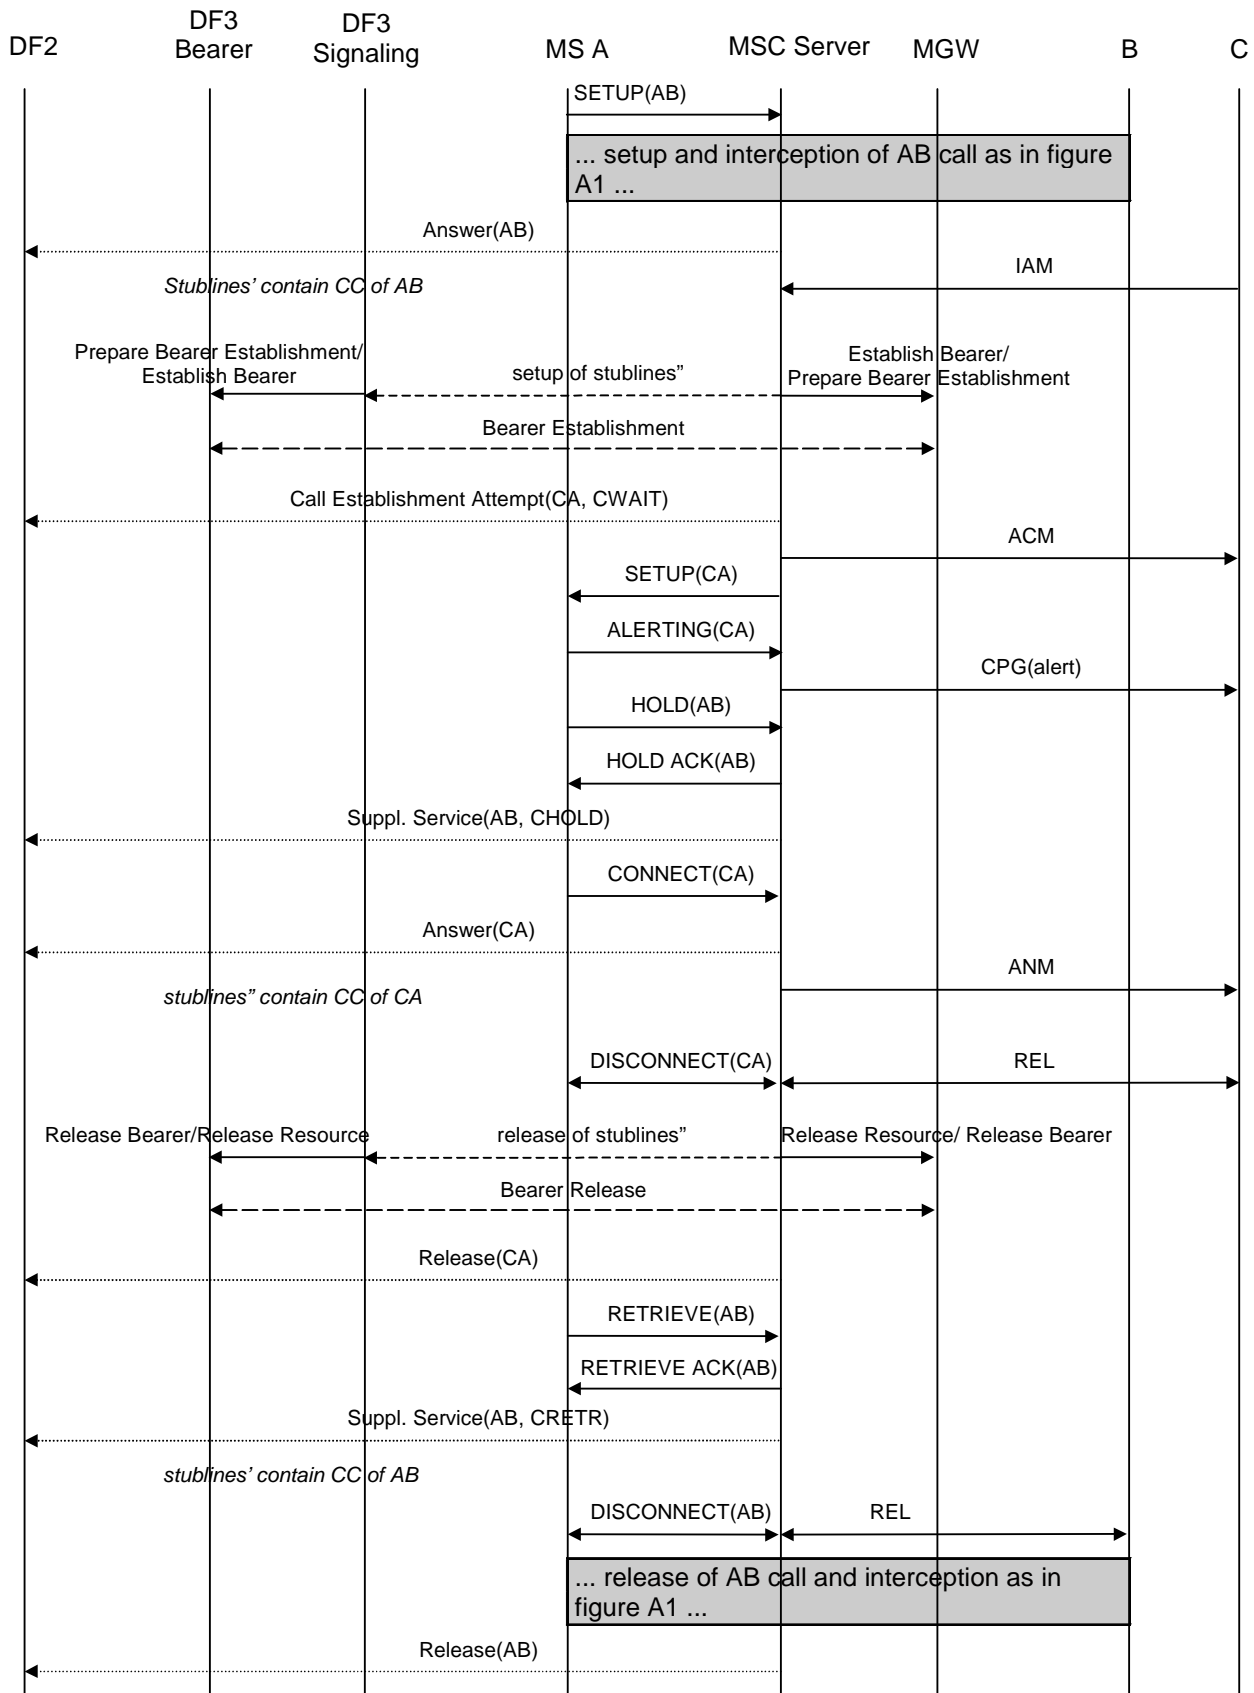 DF2
DF3
Bearer
DF3
Signaling
MS A
MSC Server
MGW
B
C
SETUP(AB)
... setup and interception of AB call as in figure
A1 ...
Answer(AB)
IAM
Stublines’ contain CC of AB
Prepare Bearer Establishment/
Establish Bearer
setup of stublines”
Establish Bearer/
Prepare Bearer Establishment
Bearer Establishment
Call Establishment Attempt(CA, CWAIT)
ACM
SETUP(CA)
ALERTING(CA)
CPG(alert)
HOLD(AB)
HOLD ACK(AB)
Suppl. Service(AB, CHOLD)
CONNECT(CA)
Answer(CA)
ANM
stublines” contain CC of CA
DISCONNECT(CA)
REL
Release Bearer/Release Resource
release of stublines”
Release Resource/ Release Bearer
Bearer Release
Release(CA)
RETRIEVE(AB)
RETRIEVE ACK(AB)
Suppl. Service(AB, CRETR)
stublines’ contain CC of AB
DISCONNECT(AB)
REL
... release of AB call and interception as in
figure A1 ...
Release(AB)